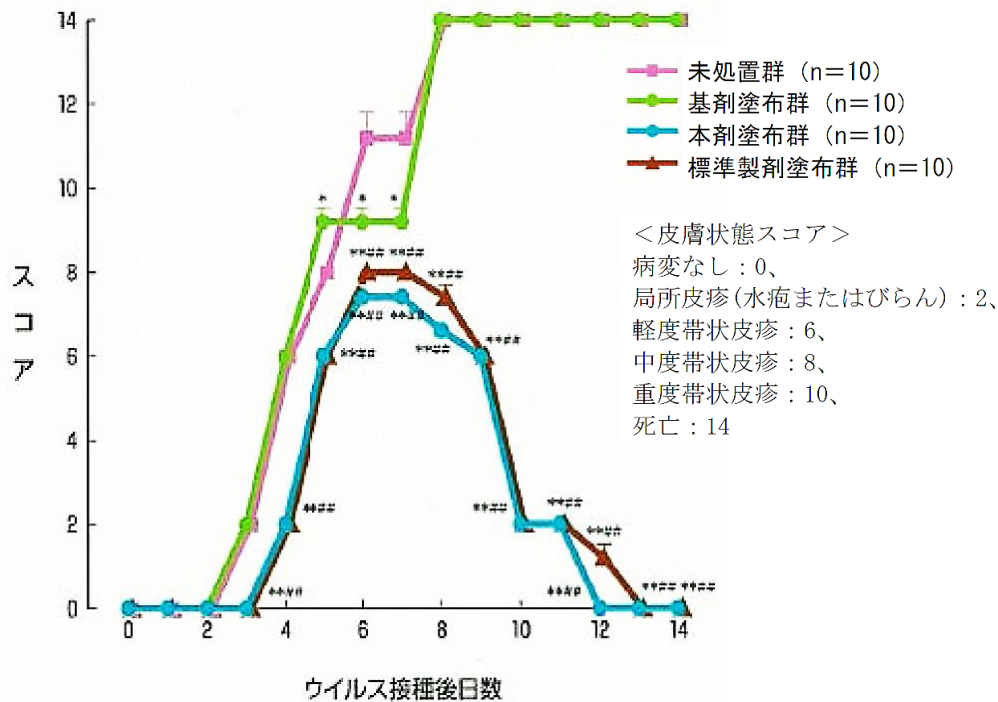 14
12
10
8
6
4
2
0
スコア
0 2 4 6 8 10 12 14
ウイルス接種後日数
未処置群 (n=10)
基剤塗布群 (n=10)
本剤塗布群 (n=10)
標準製剤塗布群 (n=10)
<皮膚状態スコア>
病変なし：0、
局所皮疹(水疱またはびらん)：2、
軽度帯状皮疹：6、
中度帯状皮疹：8、
重度帯状皮疹：10、
死亡：14
* * *
**## **##
**##
**## **##
**## **## **##
**## **##
**##
**##
**## **## **## **##